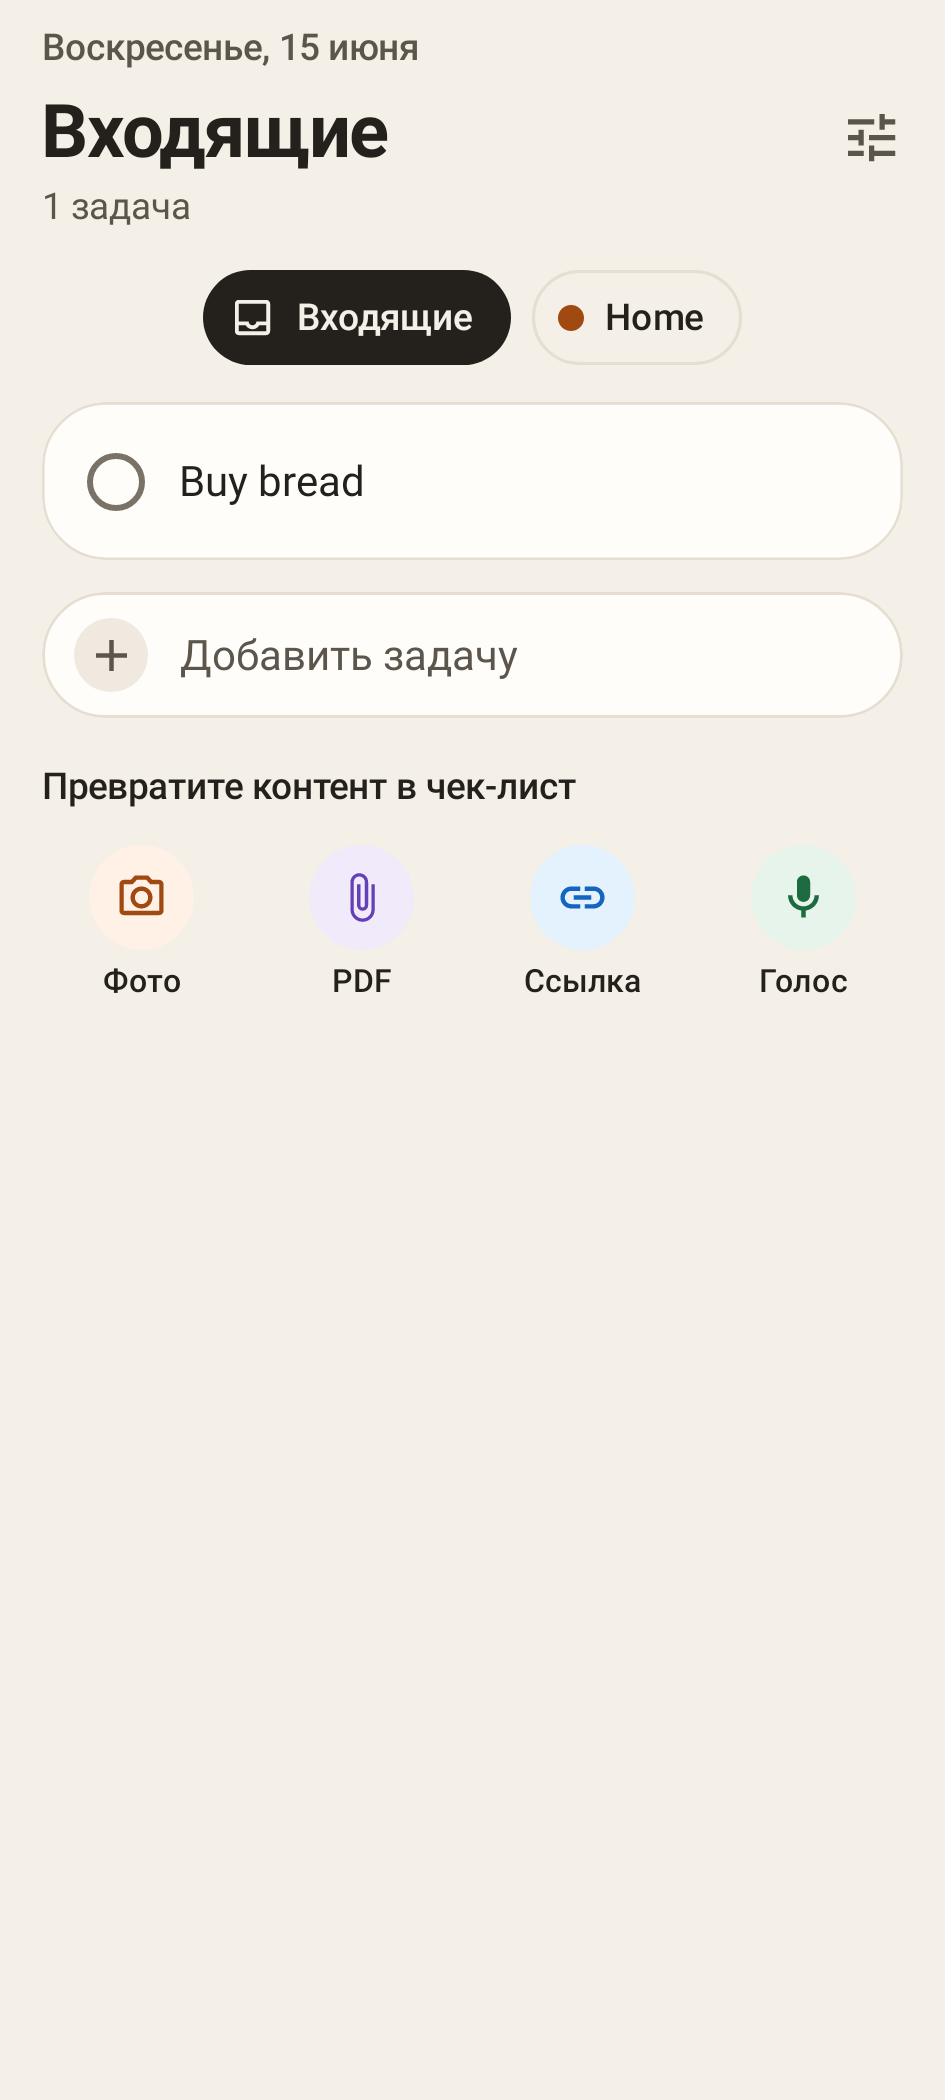 Воскресенье, 15 июня
Входящие
1 задача
Входящие
Home
Buy bread
Добавить задачу
Превратите контент в чек-лист
Фото
PDF
Ссылка
Голос